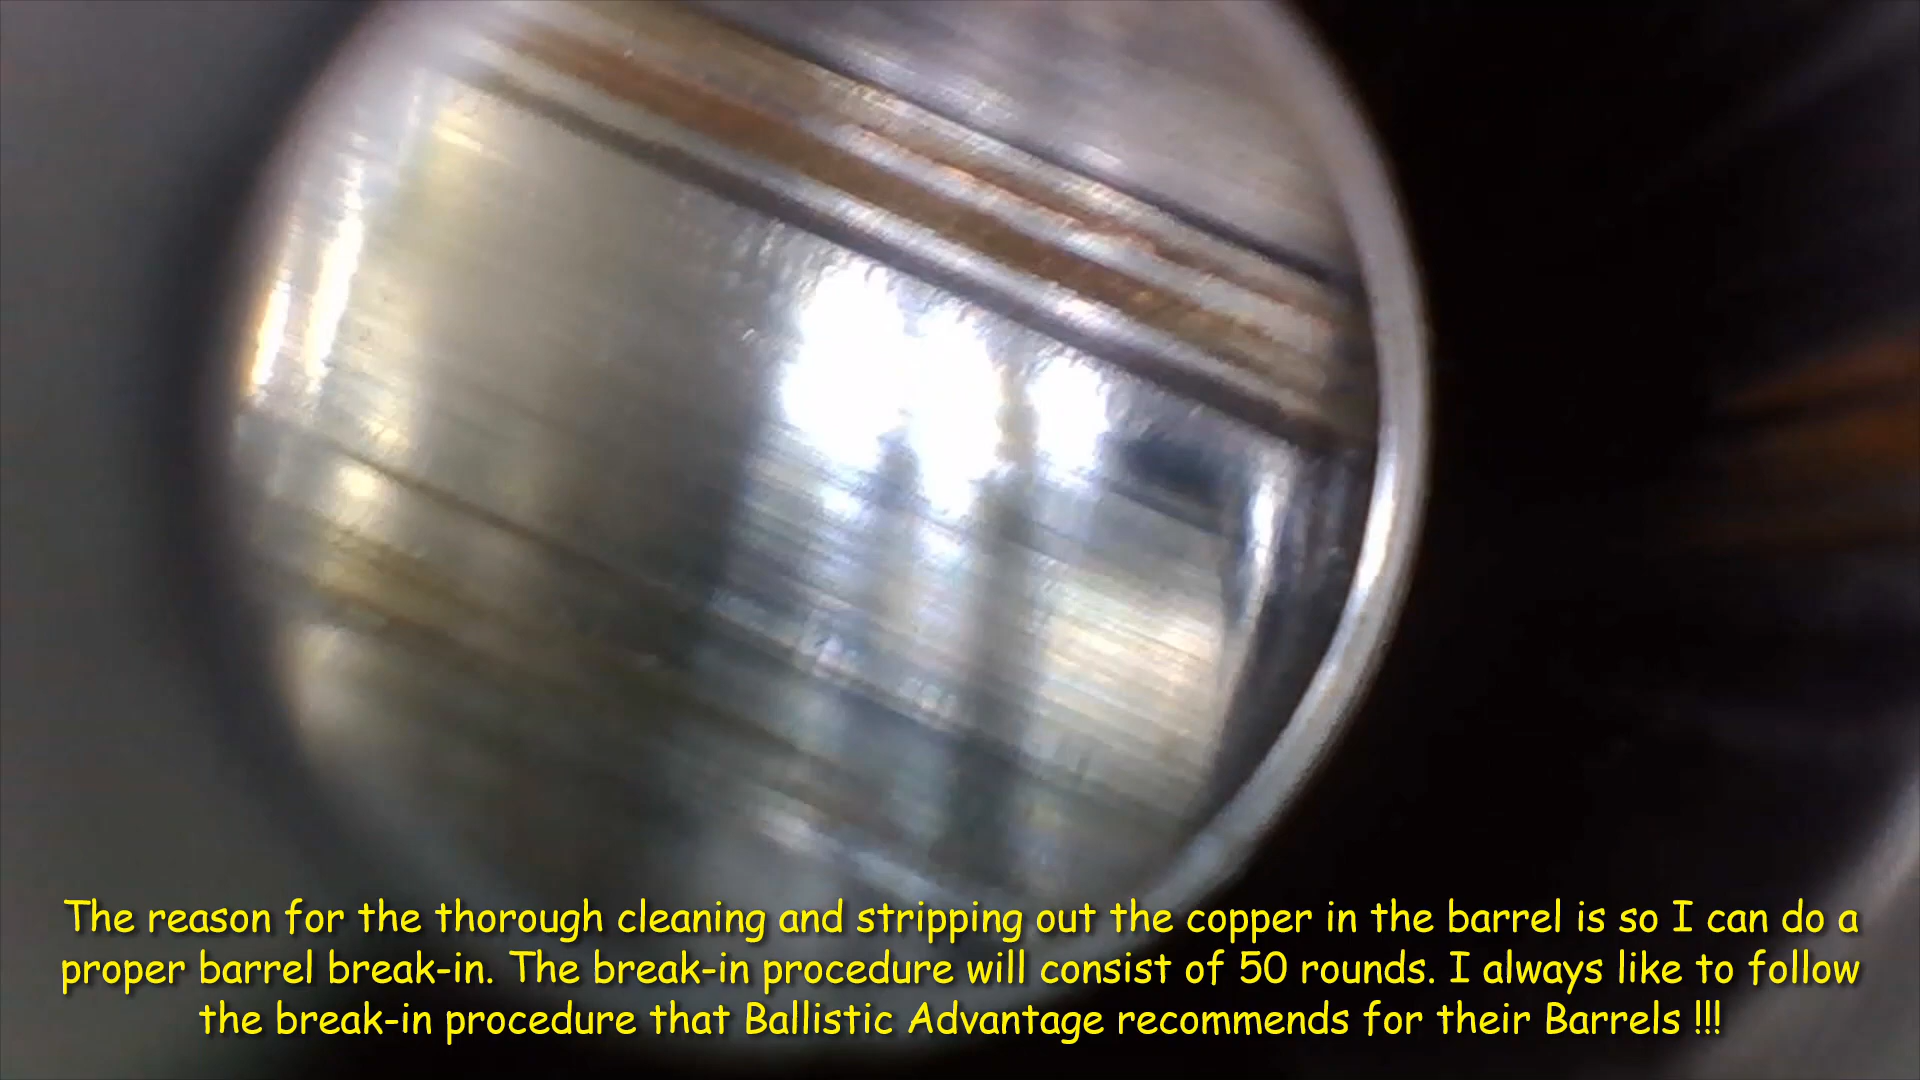 The reason for the thorough cleaning and stripping out the copper in the barrel is so I can do a
proper barrel break-in. The break-in procedure will consist of 50 rounds. I always like to follow
the break-in procedure that Ballistic Advantage recommends for their Barrels !!!